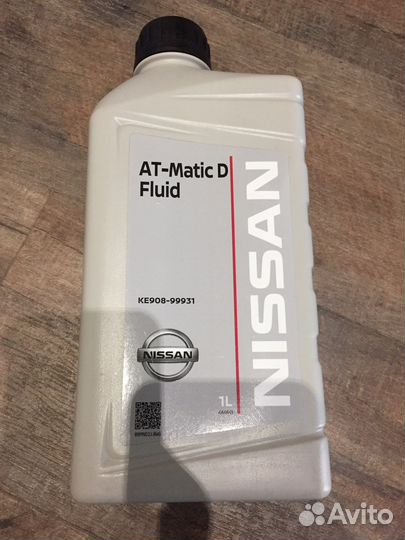 AT-Matic D
Fluid
KE908-99931
NISSAN
NISSAN
1L
Avito